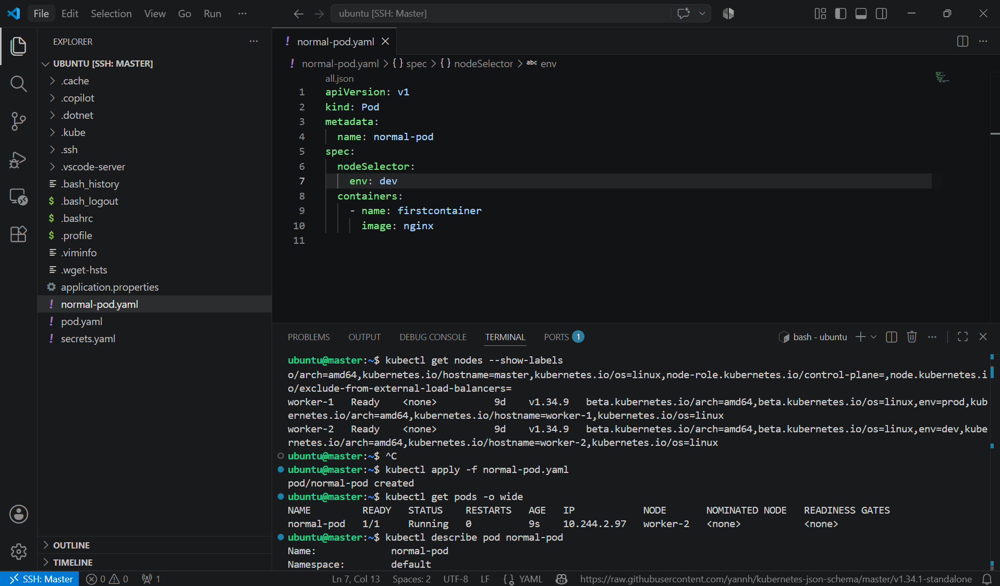 File Edit Selection View Go Run ···
ubuntu [SSH: Master]
EXPLORER
UBUNTU [SSH: MASTER]
.cache
.copilot
.dotnet
.kube
.ssh
.vscode-server
.bash_history
$ .bash_logout
$ .bashrc
$ .profile
.viminfo
.wget-hsts
application.properties
! normal-pod.yaml
! pod.yaml
! secrets.yaml
OUTLINE
TIMELINE
! normal-pod.yaml
! normal-pod.yaml > {} spec > {} nodeSelector > abc env
all.json
1 apiVersion: v1
2 kind: Pod
3 metadata:
4 name: normal-pod
5 spec:
6 nodeSelector:
7 env: dev
8 containers:
9 - name: firstcontainer
10 image: nginx
11
PROBLEMS OUTPUT DEBUG CONSOLE TERMINAL PORTS 1
bash - ubuntu
ubuntu@master:~$ kubectl get nodes --show-labels
o/arch=amd64,kubernetes.io/hostname=master,kubernetes.io/os=linux,node-role.kubernetes.io/control-plane=,node.kubernetes.i
o/exclude-from-external-load-balancers=
worker-1 Ready <none> 9d v1.34.9 beta.kubernetes.io/arch=amd64,beta.kubernetes.io/os=linux,env=prod,kub
ernetes.io/arch=amd64,kubernetes.io/hostname=worker-1,kubernetes.io/os=linux
worker-2 Ready <none> 9d v1.34.9 beta.kubernetes.io/arch=amd64,beta.kubernetes.io/os=linux,env=dev,kube
rnetes.io/arch=amd64,kubernetes.io/hostname=worker-2,kubernetes.io/os=linux
ubuntu@master:~$ ^C
ubuntu@master:~$ kubectl apply -f normal-pod.yaml
pod/normal-pod created
ubuntu@master:~$ kubectl get pods -o wide
NAME READY STATUS RESTARTS AGE IP NODE NOMINATED NODE READINESS GATES
normal-pod 1/1 Running 0 9s 10.244.2.97 worker-2 <none> <none>
ubuntu@master:~$ kubectl describe pod normal-pod
Name: normal-pod
Namespace: default
SSH: Master 0 0 1 Ln 7, Col 13 Spaces: 2 UTF-8 LF {} YAML https://raw.githubusercontent.com/yannh/kubernetes-json-schema/master/v1.34.1-standalone